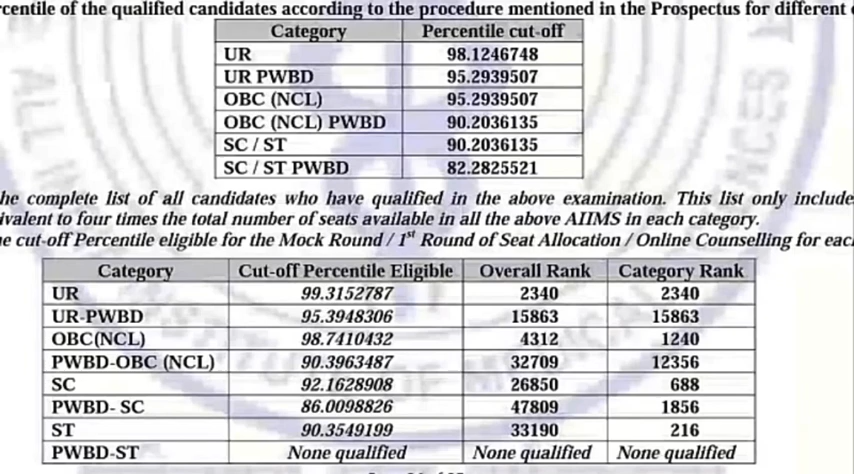 rcentile of the qualified candidates according to the procedure mentioned in the Prospectus for different
Category Percentile cut-off
UR 98.1246748
UR PWBD 95.2939507
OBC (NCL) 95.2939507
OBC (NCL) PWBD 90.2036135
SC / ST 90.2036135
SC / ST PWBD 82.2825521
he complete list of all candidates who have qualified in the above examination. This list only include
ivalent to four times the total number of seats available in all the above AIIMS in each category.
e cut-off Percentile eligible for the Mock Round / 1st Round of Seat Allocation / Online Counselling for eac
Category Cut-off Percentile Eligible Overall Rank Category Rank
UR 99.3152787 2340 2340
UR-PWBD 95.3948306 15863 15863
OBC(NCL) 98.7410432 4312 1240
PWBD-OBC (NCL) 90.3963487 32709 12356
SC 92.1628908 26850 688
PWBD- SC 86.0098826 47809 1856
ST 90.3549199 33190 216
PWBD-ST None qualified None qualified None qualified